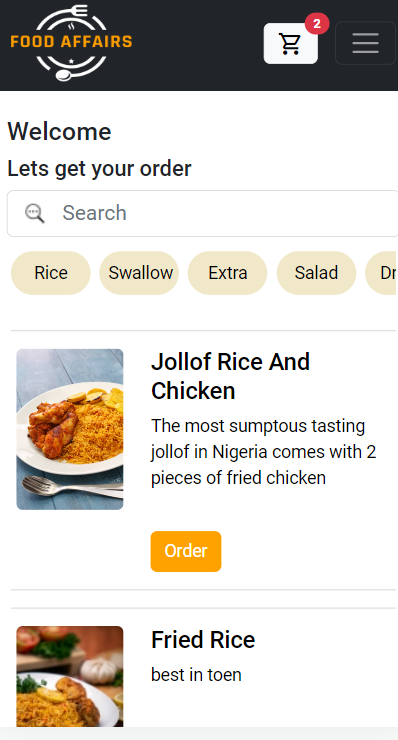 FOOD AFFAIRS
2
Welcome
Lets get your order
Search
Rice Swallow Extra Salad Dr
Jollof Rice And
Chicken
The most sumptous tasting
jollof in Nigeria comes with 2
pieces of fried chicken
Order
Fried Rice
best in toen